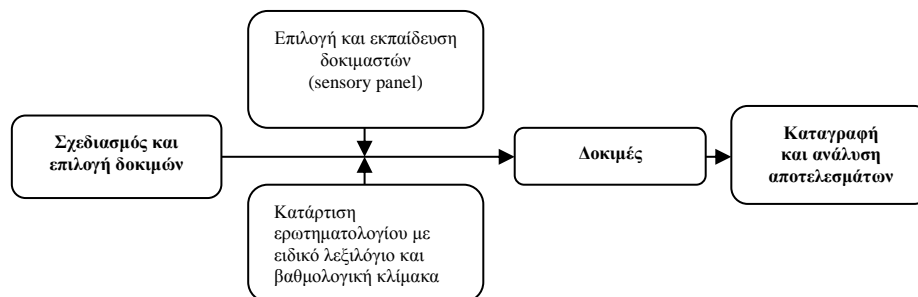 Επιλογή και εκπαίδευση
δοκιμαστών
(sensory panel)
Σχεδιασμός και
επιλογή δοκιμών
Δοκιμές
Καταγραφή
και ανάλυση
αποτελεσμάτων
Κατάρτιση
ερωτηματολογίου με
ειδικό λεξιλόγιο και
βαθμολογική κλίμακα